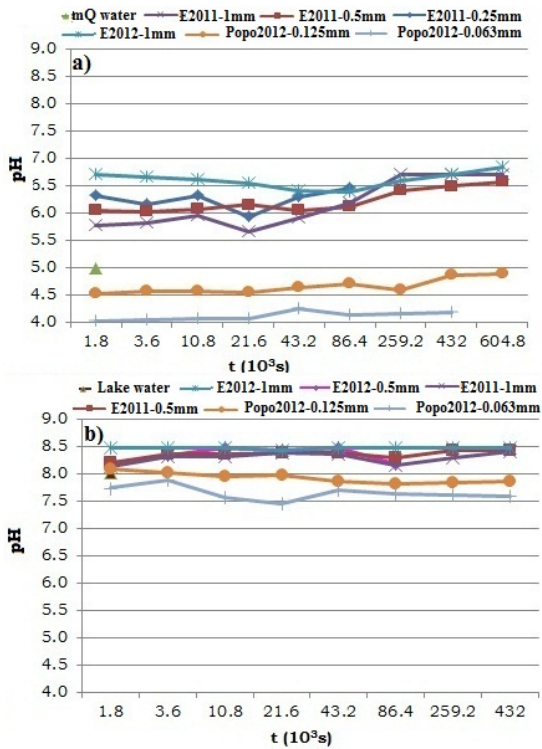 mQ water E2011-1mm E2011-0.5mm E2011-0.25mm
E2012-1mm Popo2012-0.125mm Popo2012-0.063mm
a)
9.0
8.5
8.0
7.5
7.0
6.5
6.0
5.5
5.0
4.5
4.0
pH
1.8 3.6 10.8 21.6 43.2 86.4 259.2 432 604.8
t (10³s)
Lake water E2012-1mm E2012-0.5mm E2011-1mm
E2011-0.5mm Popo2012-0.125mm Popo2012-0.063mm
b)
9.0
8.5
8.0
7.5
7.0
6.5
6.0
5.5
5.0
4.5
4.0
pH
1.8 3.6 10.8 21.6 43.2 86.4 259.2 432
t (10³s)